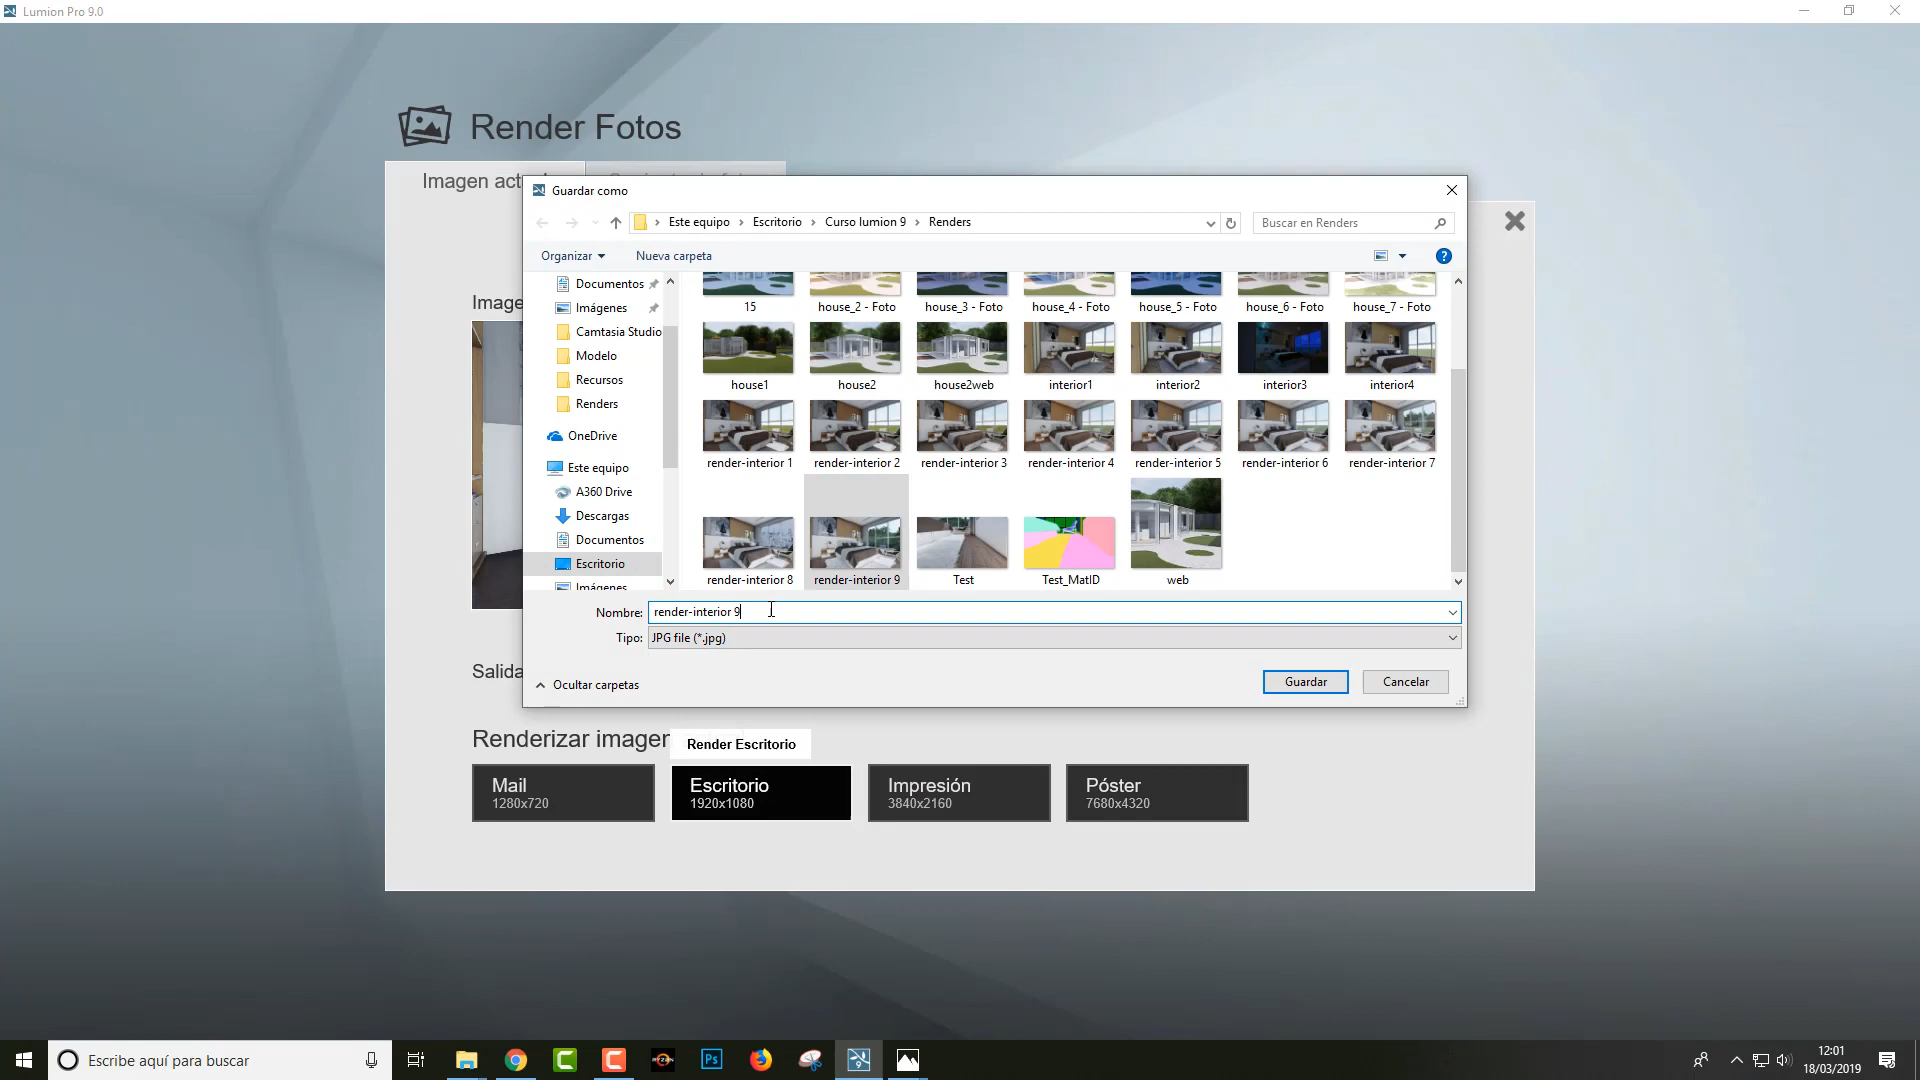 Lumion Pro 9.0
Render Fotos
Imagen act
Guardar como
Este equipo > Escritorio > Curso lumion 9 > Renders
Buscar en Renders
Organizar
Nueva carpeta
Documentos
Imágenes
Camtasia Studio
Modelo
Recursos
Renders
OneDrive
Este equipo
A360 Drive
Descargas
Documentos
Escritorio
Imágenes
15
house_2 - Foto
house_3 - Foto
house_4 - Foto
house_5 - Foto
house_6 - Foto
house_7 - Foto
house1
house2
house2web
interior1
interior2
interior3
interior4
render-interior 1
render-interior 2
render-interior 3
render-interior 4
render-interior 5
render-interior 6
render-interior 7
render-interior 8
render-interior 9
Test
Test_MatID
web
Nombre: render-interior 9
Tipo: JPG file (*.jpg)
Ocultar carpetas
Guardar
Cancelar
Image
Salida
Renderizar imagen
Render Escritorio
Mail
1280x720
Escritorio
1920x1080
Impresión
3840x2160
Póster
7680x4320
Escribe aquí para buscar
RYZEN
Ps
9
12:01
18/03/2019